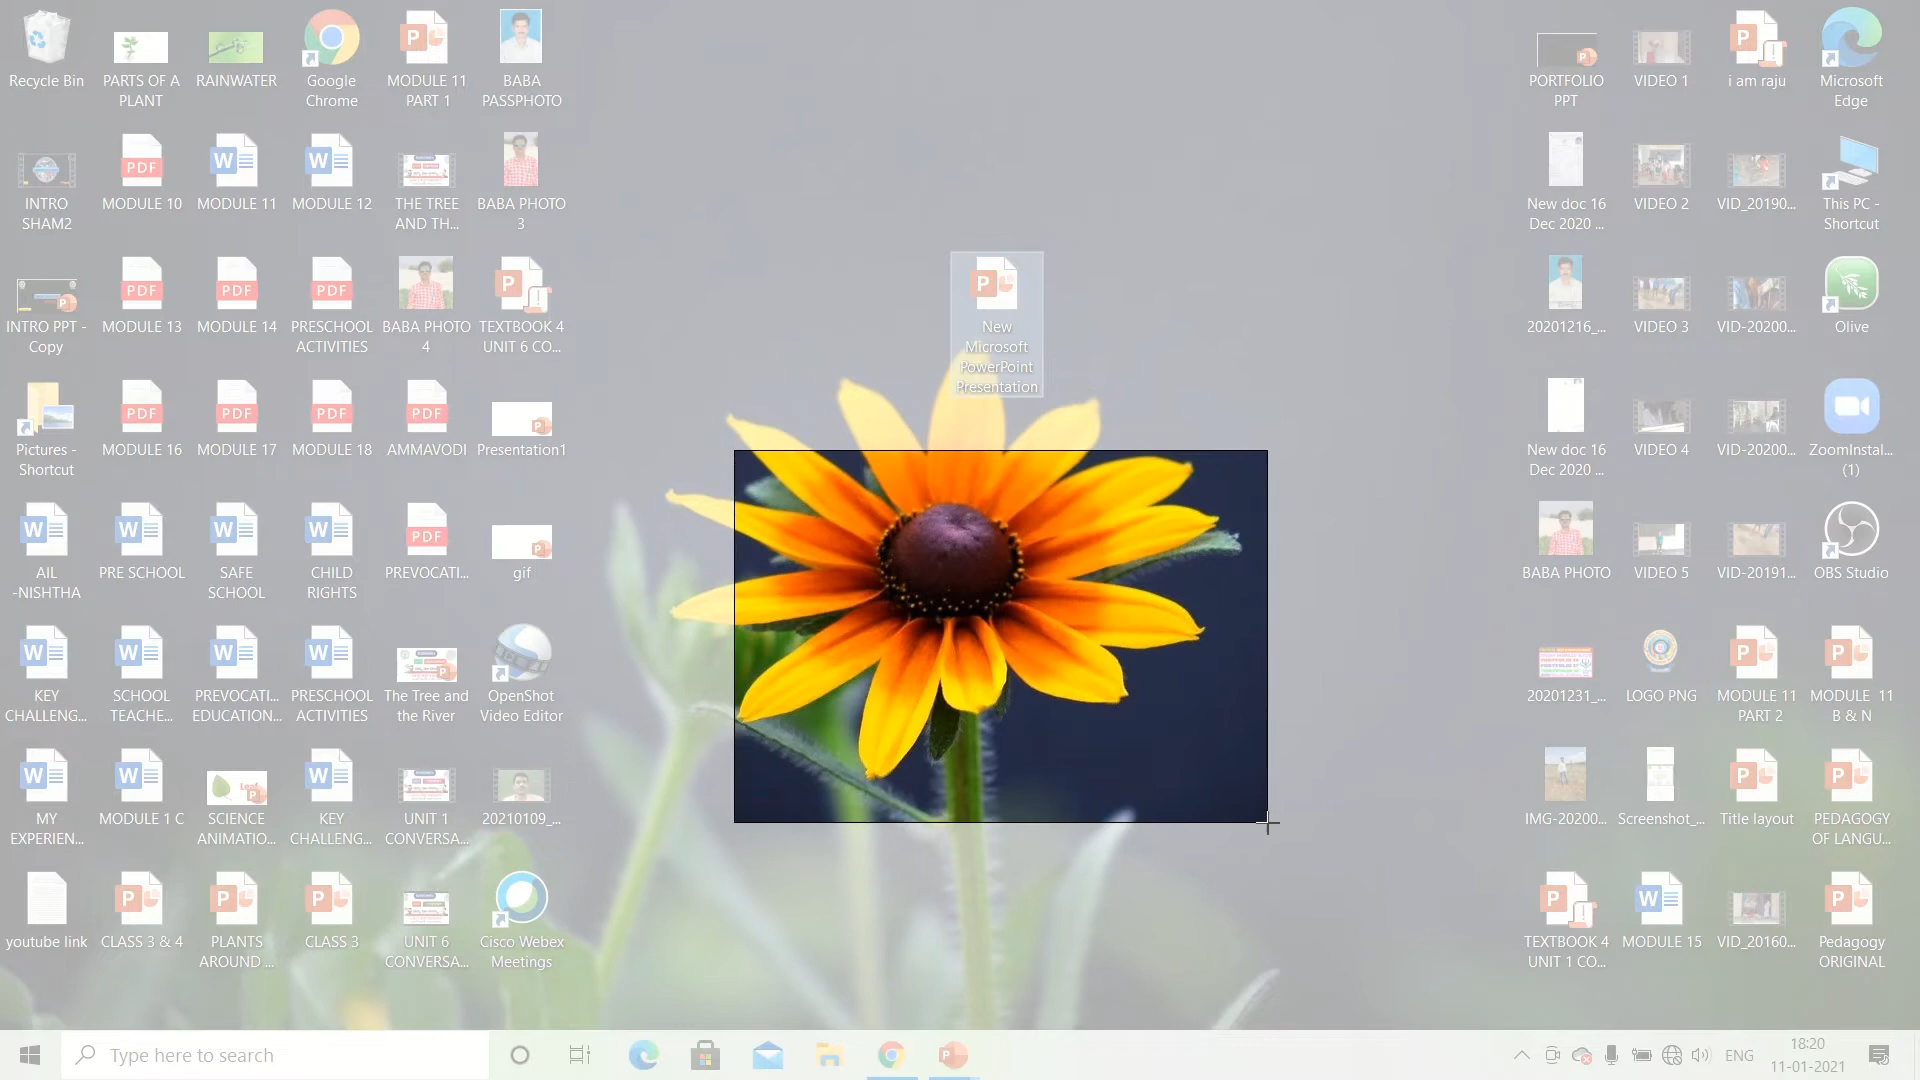 Recycle Bin
PARTS OF A
PLANT
RAINWATER
Google
Chrome
MODULE 11
PART 1
BABA
PASSPHOTO
INTRO
SHAM2
PDF
MODULE 10
MODULE 11
MODULE 12
THE TREE
AND TH...
BABA PHOTO
3
INTRO PPT -
Copy
PDF
MODULE 13
PDF
MODULE 14
PDF
PRESCHOOL
ACTIVITIES
BABA PHOTO
4
TEXTBOOK 4
UNIT 6 CO...
Pictures -
Shortcut
PDF
MODULE 16
PDF
MODULE 17
PDF
MODULE 18
PDF
AMMAVODI
Presentation1
AIL
-NISHTHA
PRE SCHOOL
SAFE
SCHOOL
CHILD
RIGHTS
PDF
PREVOCATI...
gif
KEY
CHALLENG...
SCHOOL
TEACHE...
PREVOCATI...
EDUCATION...
PRESCHOOL
ACTIVITIES
The Tree and
the River
OpenShot
Video Editor
MY
EXPERIEN...
MODULE 1 C
Leaf
SCIENCE
ANIMATIO...
KEY
CHALLENG...
UNIT 1
CONVERSA...
20210109_...
youtube link
CLASS 3 & 4
PLANTS
AROUND ...
CLASS 3
UNIT 6
CONVERSA...
Cisco Webex
Meetings
New
Microsoft
PowerPoint
Presentation
PORTFOLIO
PPT
VIDEO 1
i am raju
Microsoft
Edge
New doc 16
Dec 2020 ...
VIDEO 2
VID_20190...
This PC -
Shortcut
20201216_...
VIDEO 3
VID-20200...
Olive
New doc 16
Dec 2020 ...
VIDEO 4
VID-20200...
ZoomInstal...
(1)
BABA PHOTO
VIDEO 5
VID-20191...
OBS Studio
20201231_...
LOGO PNG
MODULE 11
PART 2
MODULE 11
B & N
IMG-20200...
Screenshot_...
Title layout
PEDAGOGY
OF LANGU...
TEXTBOOK 4
UNIT 1 CO...
MODULE 15
VID_20160...
Pedagogy
ORIGINAL
Type here to search
ENG
18:20
11-01-2021